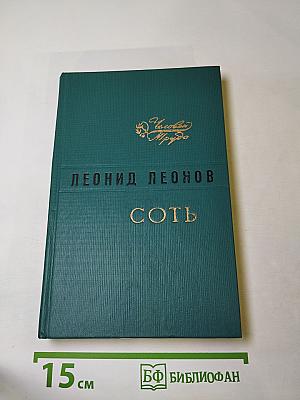 Человек
Труда
ЛЕОНИД ЛЕОНОВ
СОТЬ
15 см
БФ БИБЛИОФАН